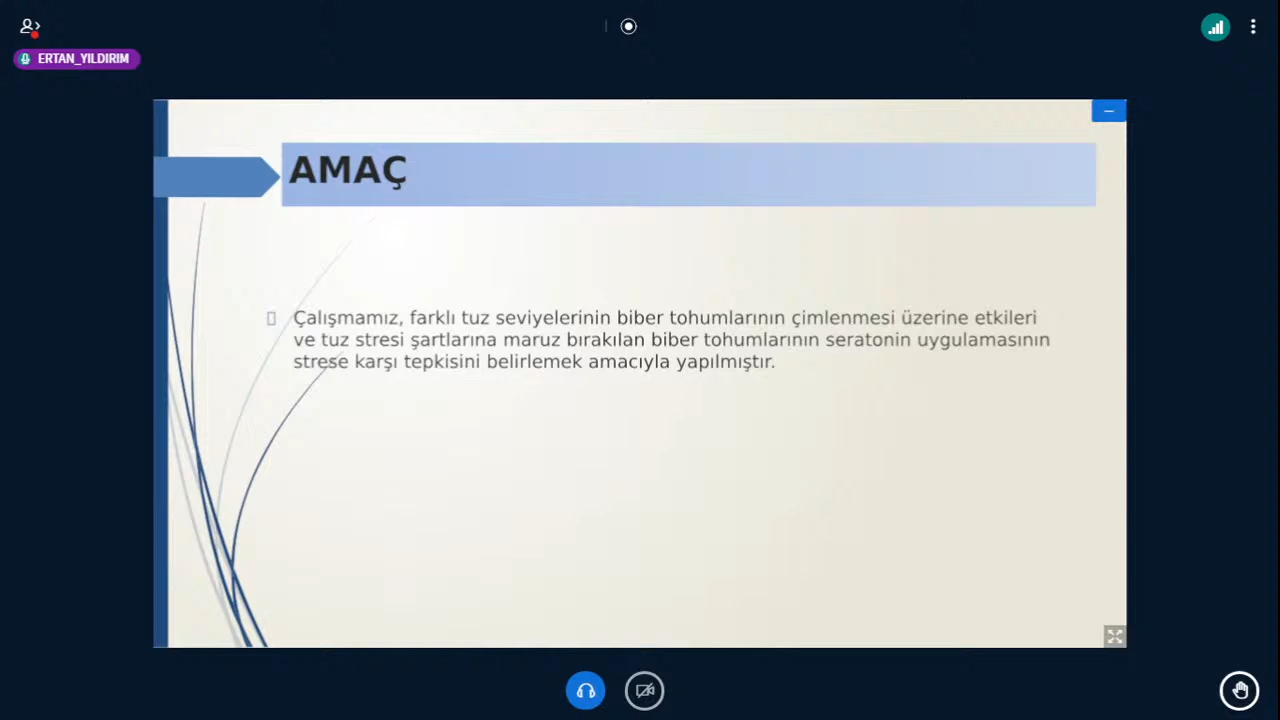 ERTAN_YILDIRIM
AMAÇ
Çalışmamız, farklı tuz seviyelerinin biber tohumlarının çimlenmesi üzerine etkileri
ve tuz stresi şartlarına maruz bırakılan biber tohumlarının seratonin uygulamasının
strese karşı tepkisini belirlemek amacıyla yapılmıştır.